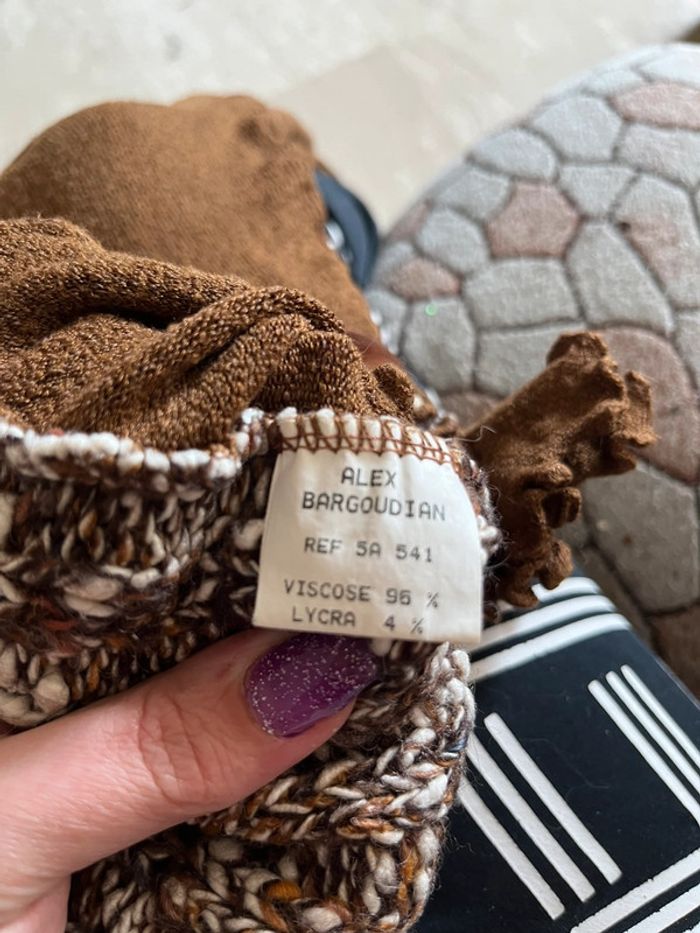 ALEX
BARGOUDIAN
REF 5A 541
VISCOSE 96 %
LYCRA 4 %